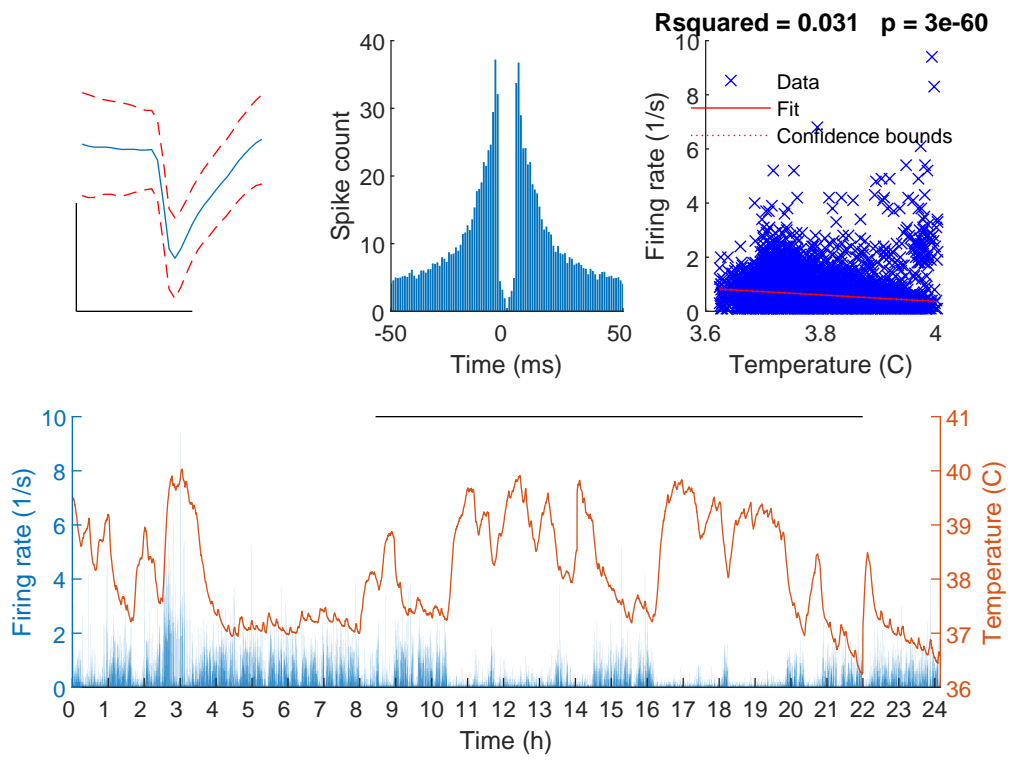 Rsquared = 0.031 p = 3e-60
40
30
20
10
0
Spike count
-50
0
50
Time (ms)
10
8
6
4
2
0
Firing rate (1/s)
Data
Fit
Confidence bounds
3.6
3.8
4
Temperature (C)
10
8
6
4
2
0
Firing rate (1/s)
41
40
39
38
37
36
Temperature (C)
0 1 2 3 4 5 6 7 8 9 10 11 12 13 14 15 16 17 18 19 20 21 22 23 24
Time (h)